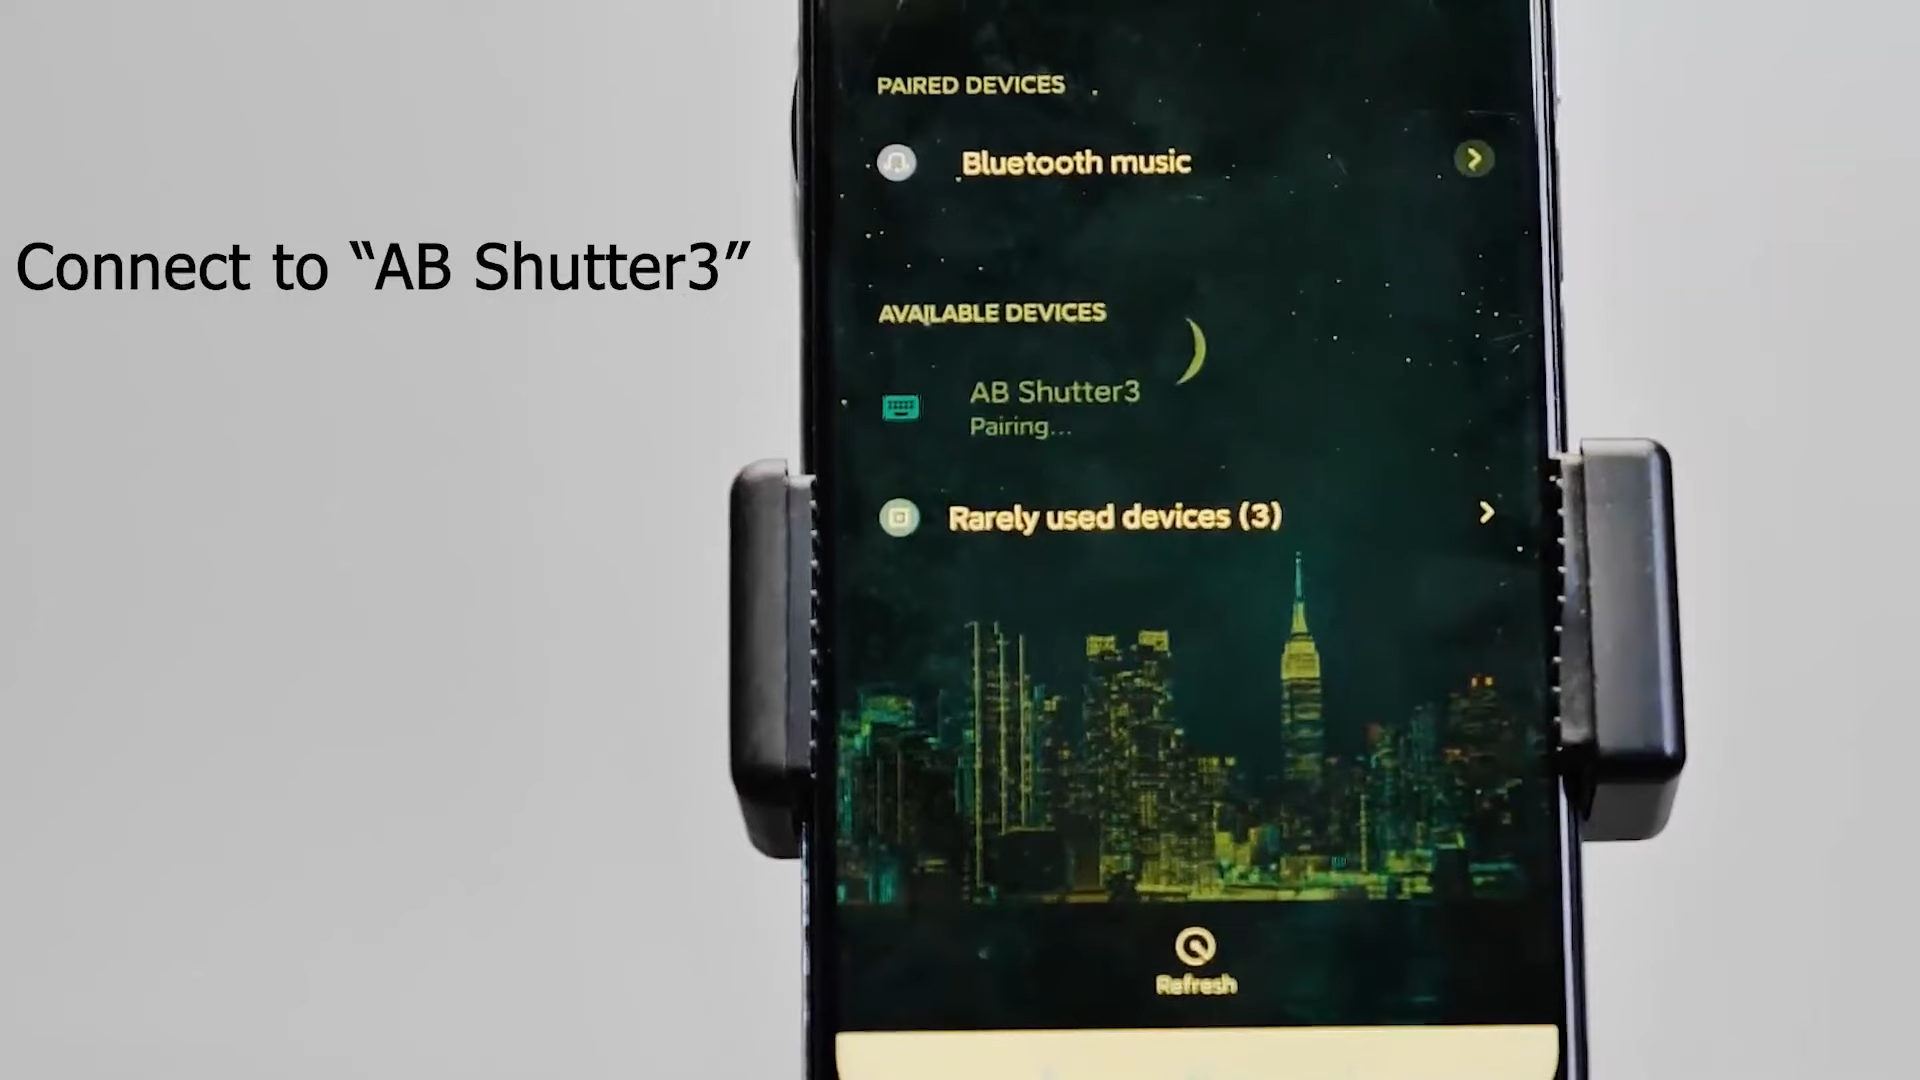 PAIRED DEVICES
Bluetooth music
Connect to “AB Shutter3”
AVAILABLE DEVICES
AB Shutter3
Pairing...
Rarely used devices (3)
Refresh